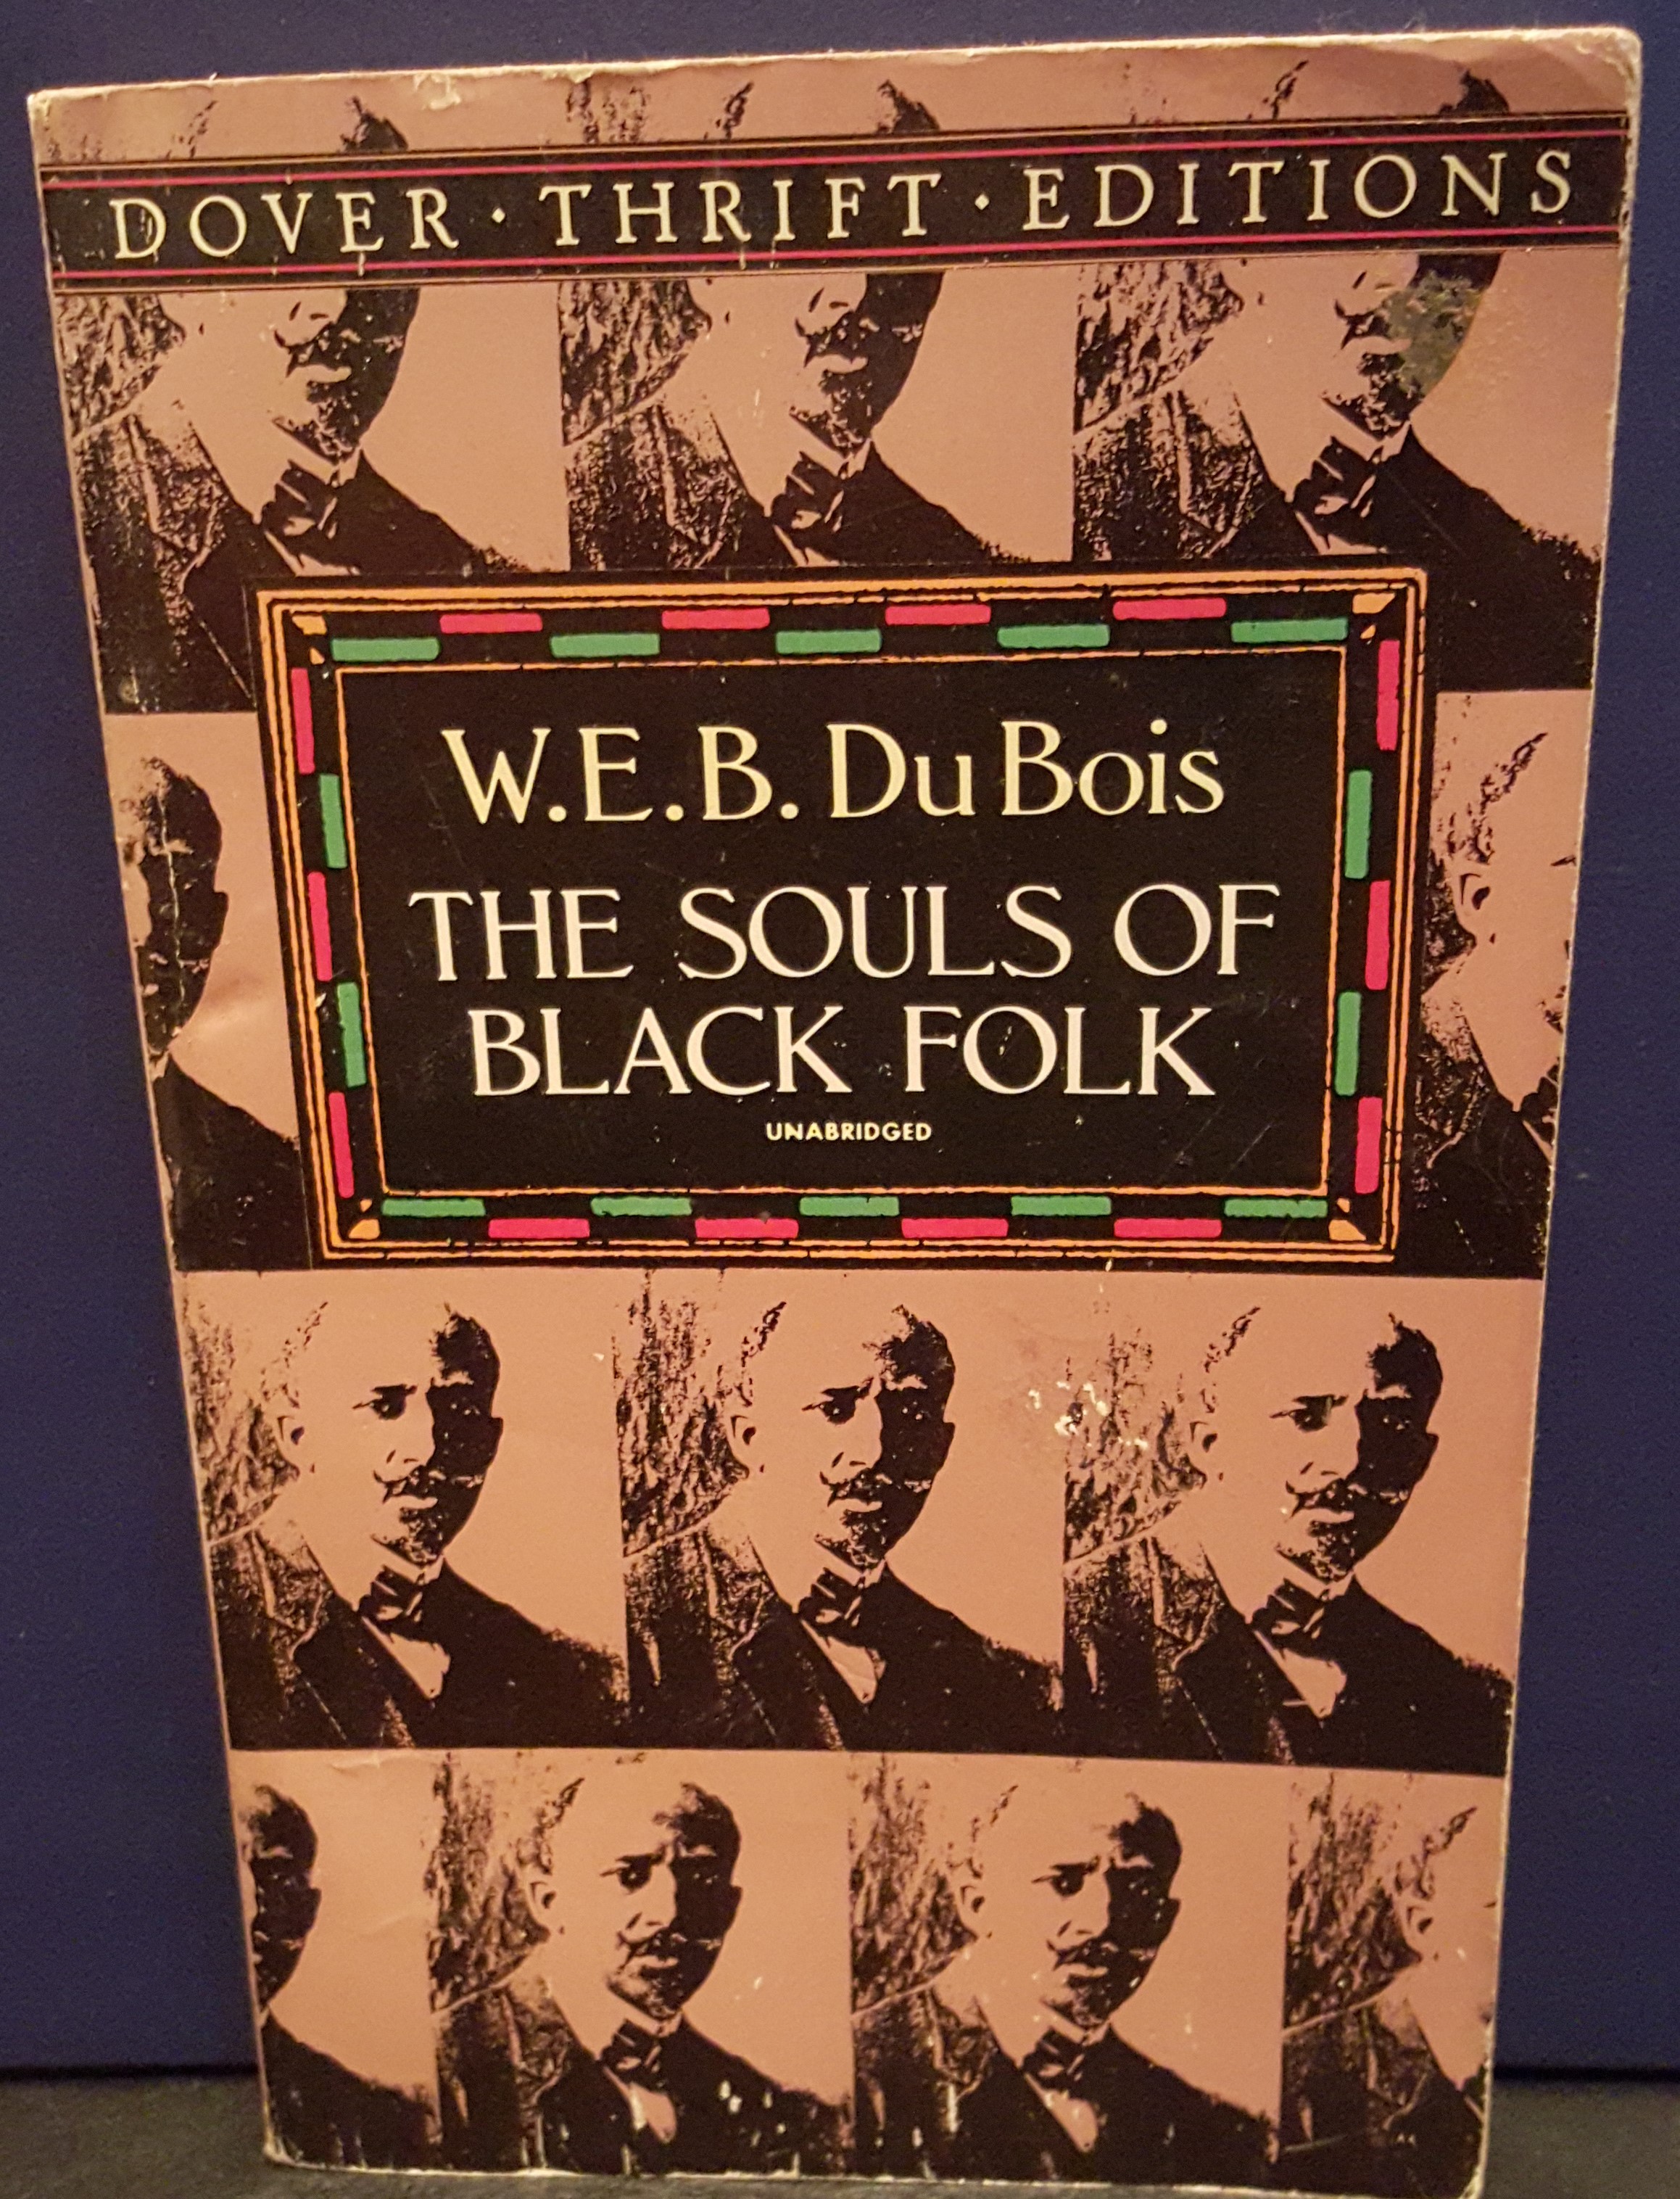 DOVER · THRIFT · EDITIONS
W.E.B. Du Bois
THE SOULS OF
BLACK FOLK
UNABRIDGED